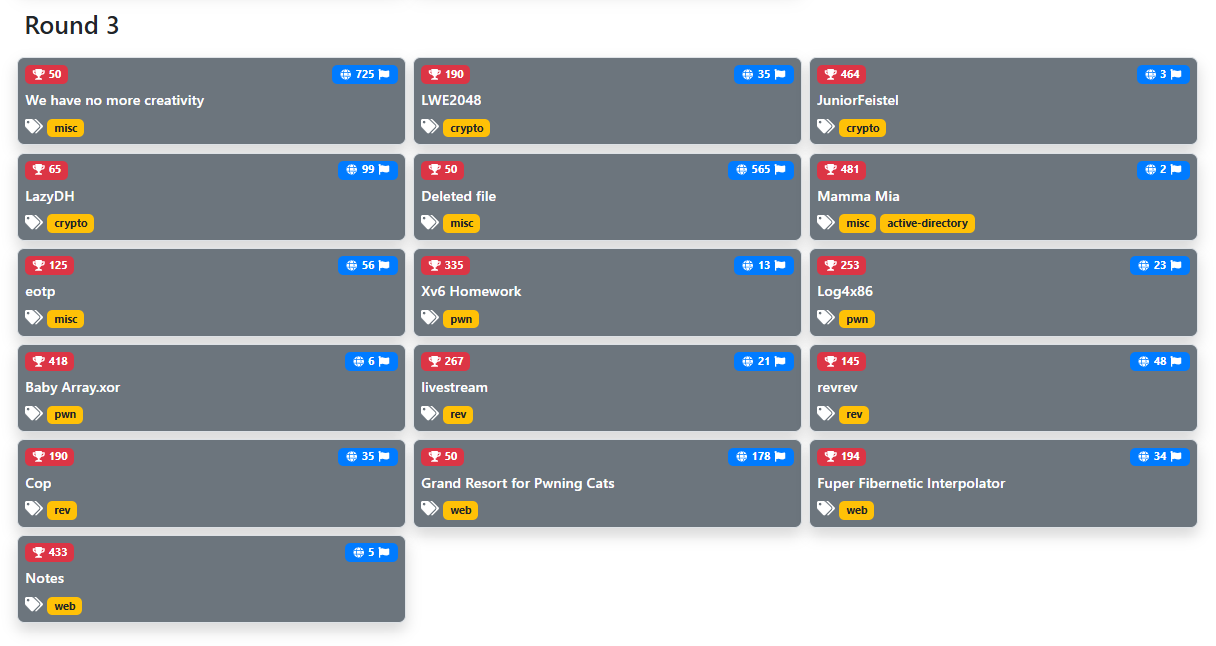 Round 3
50 725
We have no more creativity
misc
190 35
LWE2048
crypto
464 3
JuniorFeistel
crypto
65 99
LazyDH
crypto
50 565
Deleted file
misc
481 2
Mamma Mia
misc active-directory
125 56
eotp
misc
335 13
Xv6 Homework
pwn
253 23
Log4x86
pwn
418 6
Baby Array.xor
pwn
267 21
livestream
rev
145 48
revrev
rev
190 35
Cop
rev
50 178
Grand Resort for Pwning Cats
web
194 34
Fuper Fibernetic Interpolator
web
433 5
Notes
web